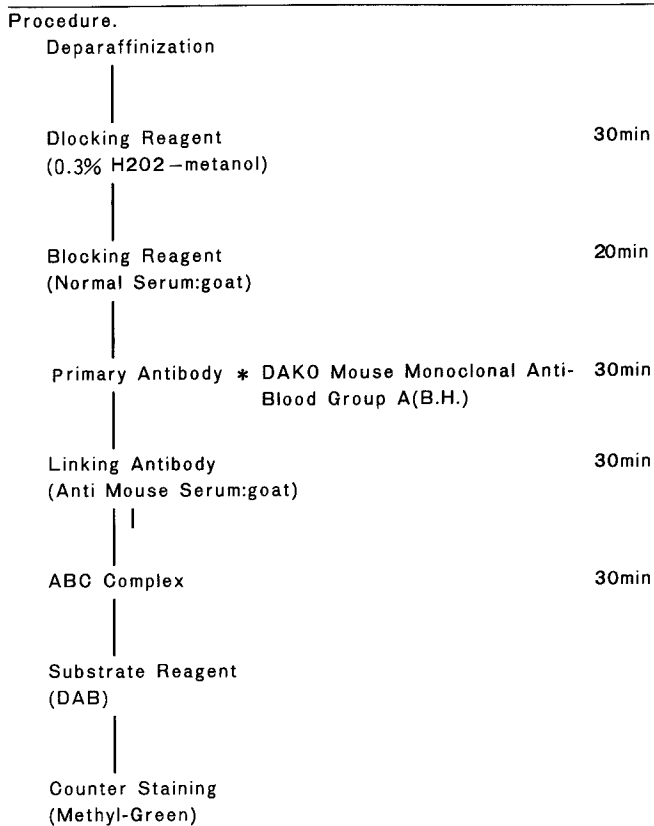 Procedure.
Deparaffinization
Dlocking Reagent 30min
(0.3% H2O2-metanol)
Blocking Reagent 20min
(Normal Serum:goat)
Primary Antibody * DAKO Mouse Monoclonal Anti- 30min
Blood Group A(B.H.)
Linking Antibody 30min
(Anti Mouse Serum:goat)
ABC Complex 30min
Substrate Reagent
(DAB)
Counter Staining
(Methyl-Green)